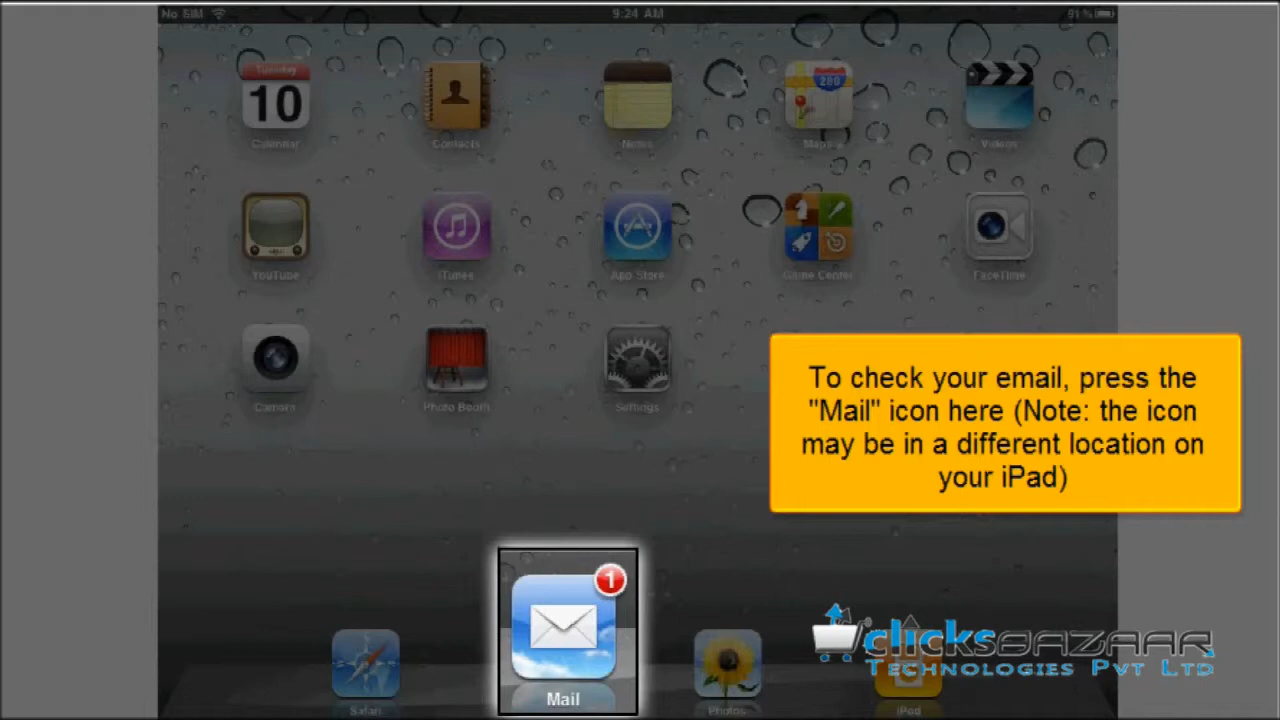 No SIM
9:24 AM
91 %
Tuesday
10
280
Calendar
Contacts
Notes
Maps
Videos
YouTube
iTunes
App Store
Game Center
FaceTime
Camera
Photo Booth
Settings
To check your email, press the
"Mail" icon here (Note: the icon
may be in a different location on
your iPad)
1
Mail
Safari
Photos
iPod
clicksBAZAAR
Technologies Pvt Ltd